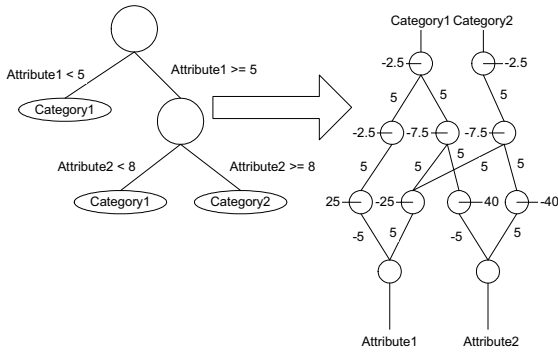 Category1 Category2
Attribute1 < 5
Attribute1 >= 5
Category1
Attribute2 < 8
Attribute2 >= 8
Category1
Category2
-2.5
-2.5
5
5
5
-2.5
-7.5
-7.5
5
5
5
5
5
25
-25
40
-40
-5
5
-5
5
Attribute1
Attribute2